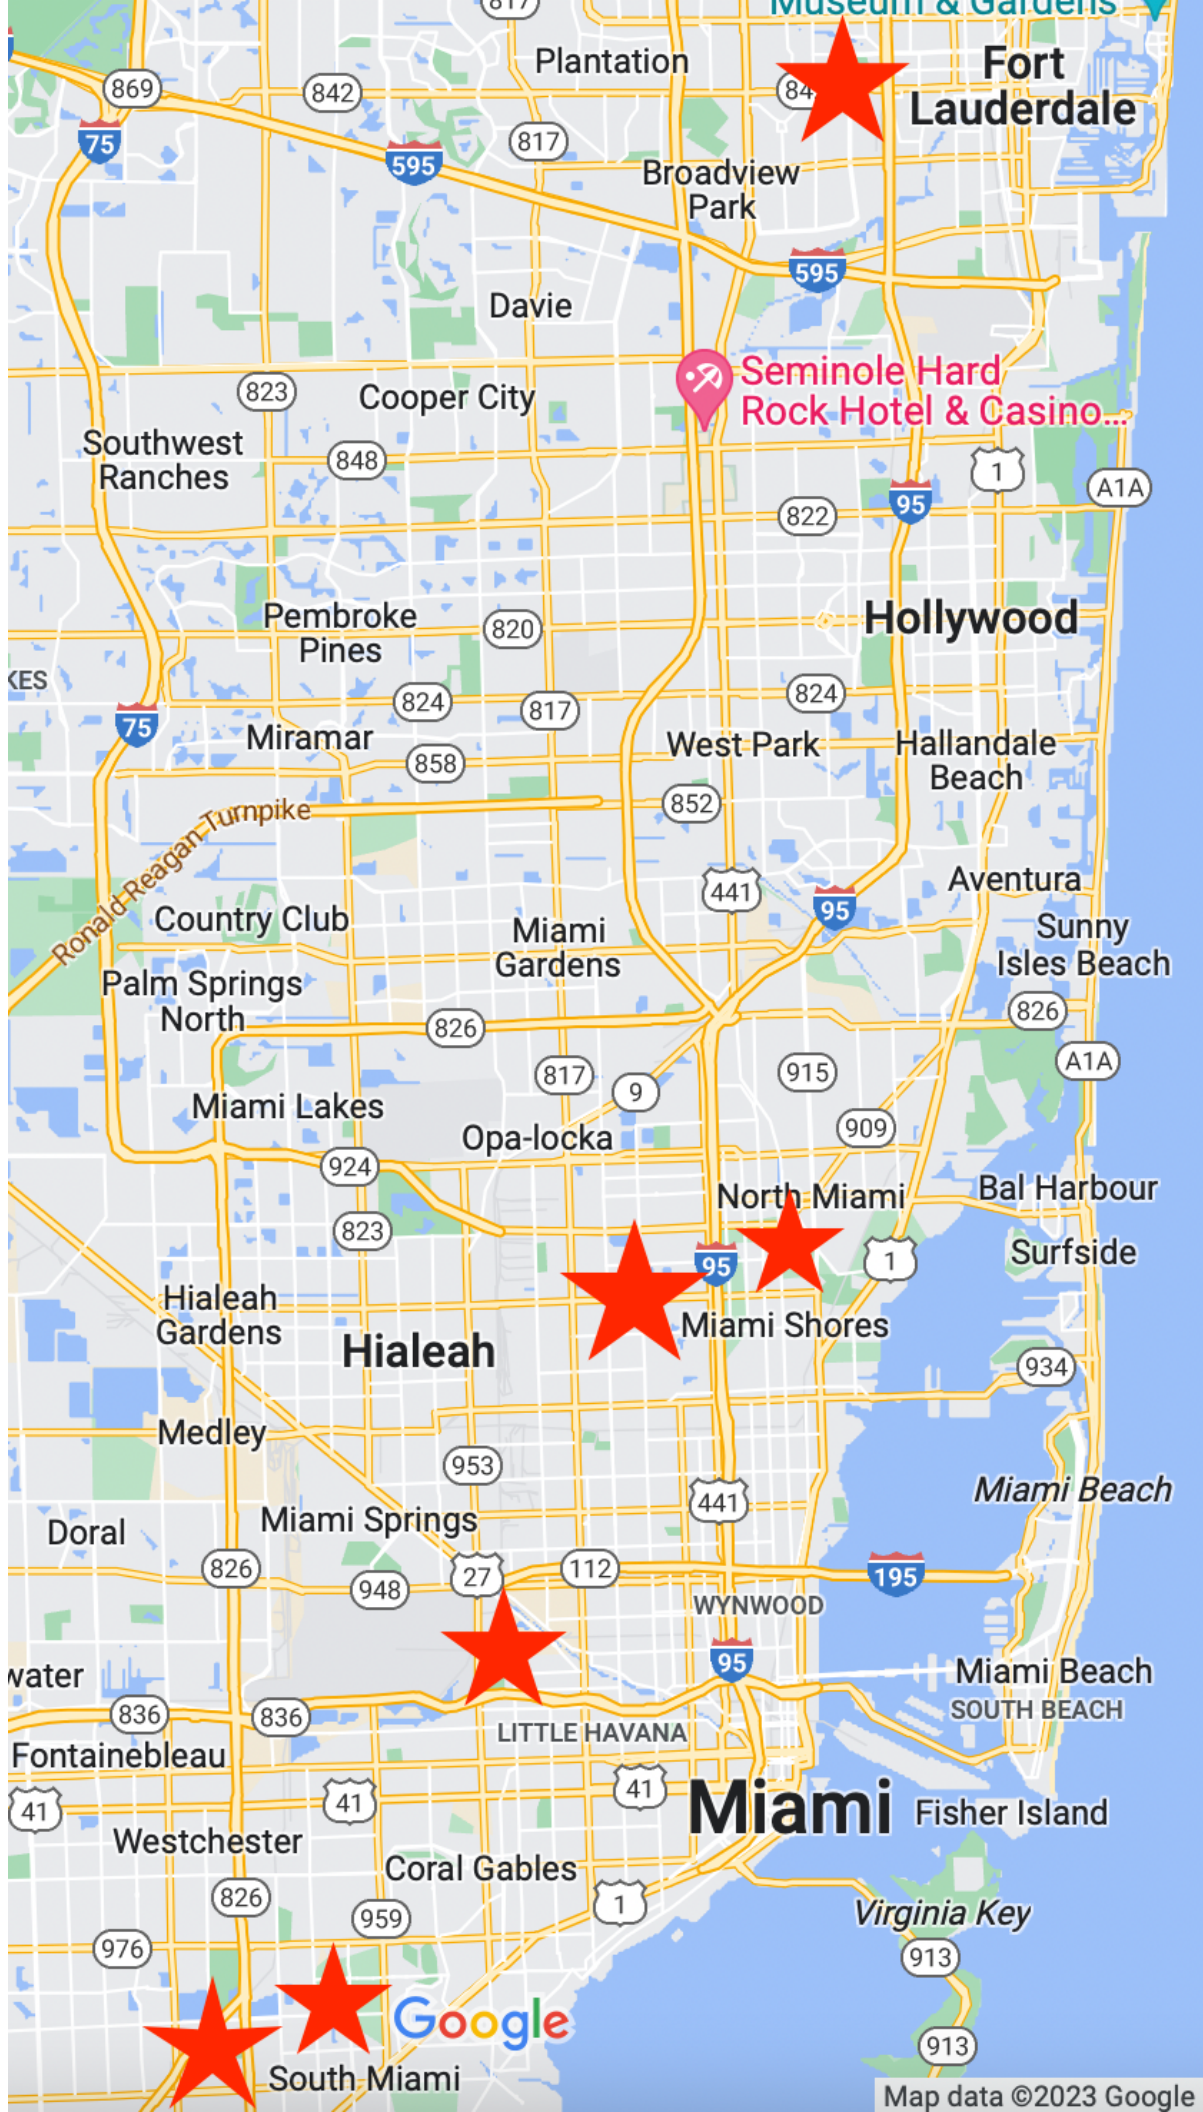 817
Museum & Gardens
Plantation
Fort
Lauderdale
869
842
84
75
817
595
Broadview
Park
595
Davie
Seminole Hard
Rock Hotel & Casino...
823
Cooper City
Southwest
Ranches
848
1
A1A
95
822
Pembroke
Pines
820
Hollywood
KES
824
817
824
75
Miramar
858
West Park
Hallandale
Beach
Ronald Reagan Turnpike
852
441
95
Aventura
Country Club
Miami
Gardens
Sunny
Isles Beach
Palm Springs
North
826
826
817
9
915
A1A
Miami Lakes
Opa-locka
909
924
North Miami
Bal Harbour
823
95
1
Surfside
Hialeah
Gardens
Miami Shores
Hialeah
934
Medley
953
441
Miami Beach
Doral
Miami Springs
826
948
27
112
195
WYNWOOD
95
water
Miami Beach
SOUTH BEACH
836
836
LITTLE HAVANA
Fontainebleau
41
41
41
Miami
Fisher Island
Westchester
Coral Gables
826
959
1
Virginia Key
976
913
Google
South Miami
913
Map data ©2023 Google